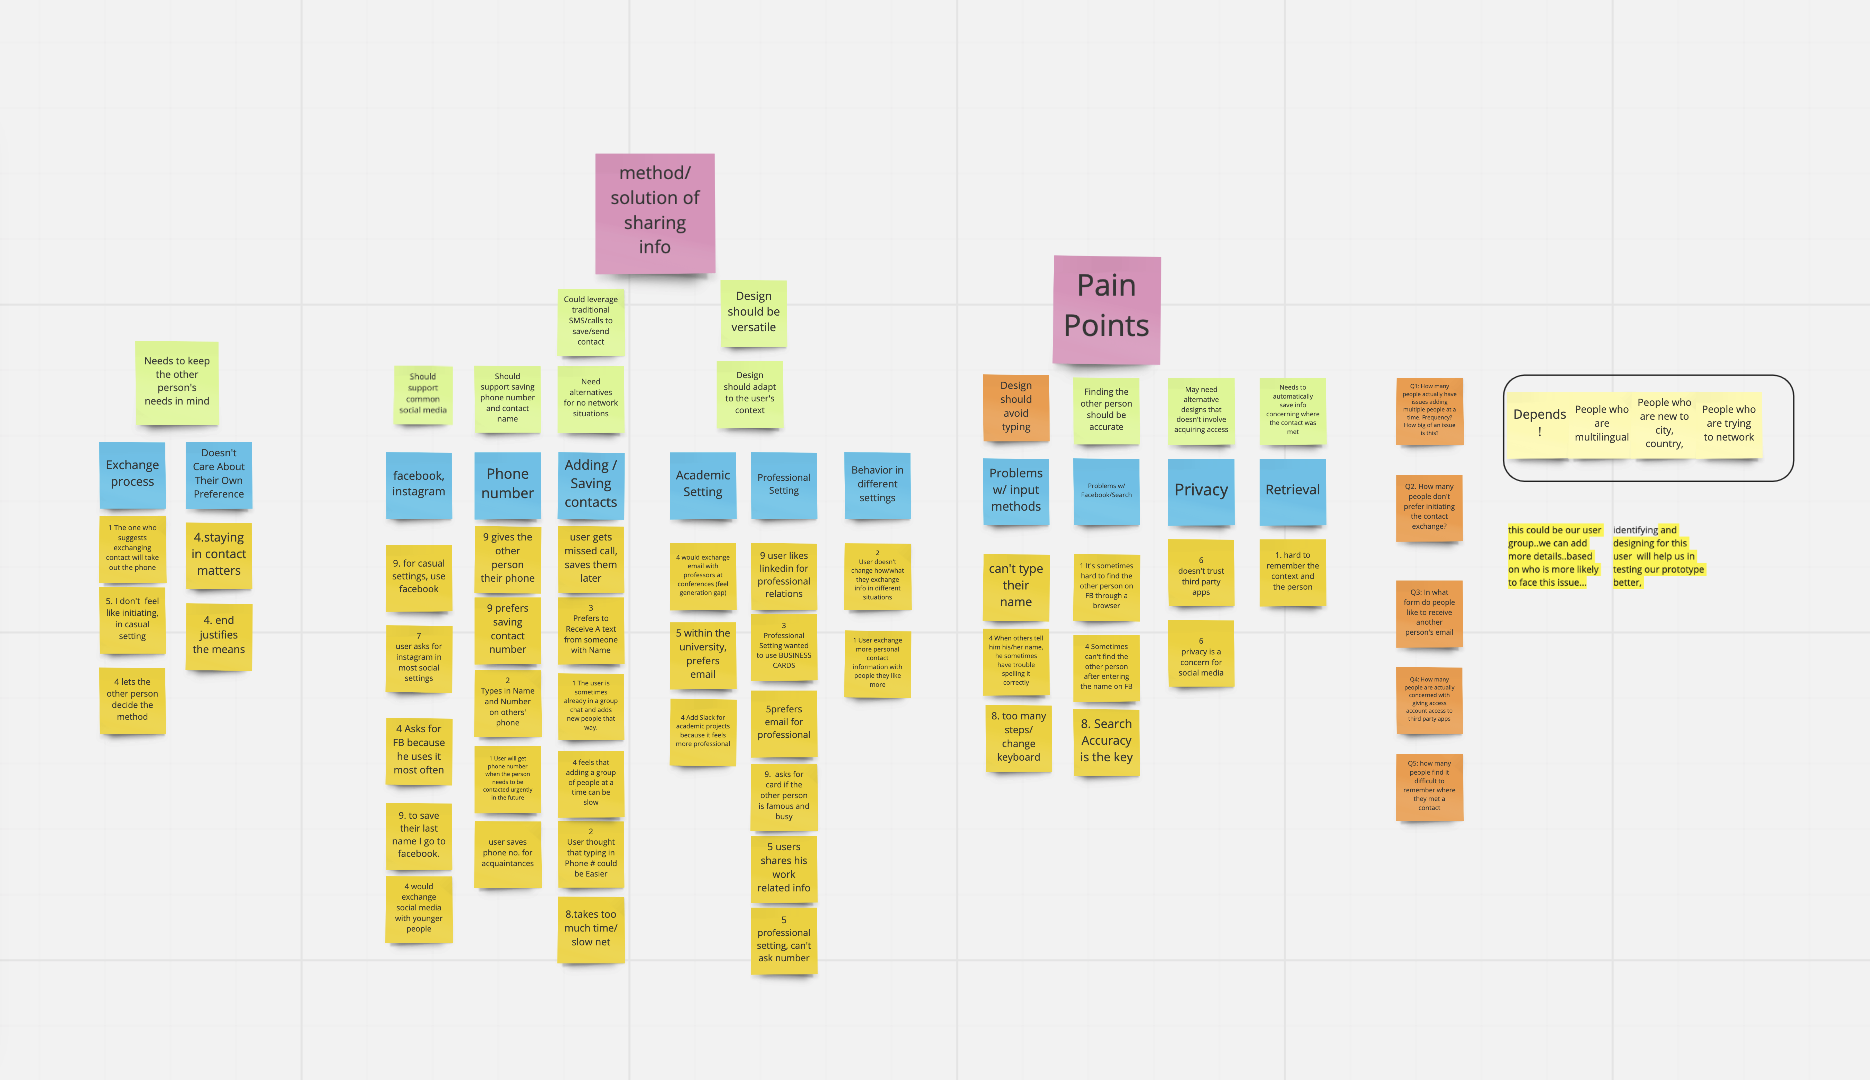 method/
solution of
sharing
info
Pain
Points
Could leverage
traditional
SMS/calls to
save/send
contact
Design
should be
versatile
Needs to keep
the other
person's
needs in mind
Should
support
common
social media
Should
support saving
phone number
and contact
name
Need
alternatives
for no network
situations
Design
should adapt
to the user's
context
Design
should
avoid
typing
Finding the
other person
should be
accurate
May need
alternative
designs that
doesn't involve
acquiring access
Needs to
automatically
save info
concerning where
the contact was
met
Exchange
process
1 The one who
suggests
exchanging
contact will take
out the phone
5. I don't feel
like initiating,
in casual
setting
4 lets the
other person
decide the
method
Doesn't
Care About
Their Own
Preference
4.staying
in contact
matters
4. end
justifies
the means
facebook,
instagram
9. for casual
settings, use
facebook
7
user asks for
instagram in
most social
settings
4 Asks for
FB because
he uses it
most often
9. to save
their last
name I go to
facebook.
4 would
exchange
social media
with younger
people
Phone
number
9 gives the
other
person
their phone
9 prefers
saving
contact
number
2
Types in Name
and Number
on others'
phone
1 User will get
phone number
when the person
needs to be
contacted urgently
in the future
user saves
phone no. for
acquaintances
Adding /
Saving
contacts
user gets
missed call,
saves them
later
3
Prefers to
Receive A text
from someone
with Name
1 The user is
sometimes
already in a group
chat and adds
new people that
way.
4 feels that
adding a group
of people at a
time can be
slow
2
User thought
that typing in
Phone # could
be Easier
8.takes too
much time/
slow net
Academic
Setting
4 would exchange
email with
professors at
conferences (feel
generation gap)
5 within the
university,
prefers
email
4 Add Slack for
academic projects
because it feels
more professional
Professional
Setting
9 user likes
linkedin for
professional
relations
3
Professional
Setting wanted
to use BUSINESS
CARDS
5prefers
email for
professional
9. asks for
card if the
other person
is famous and
busy
5 users
shares his
work
related info
5
professional
setting, can't
ask number
Behavior in
different
settings
2
User doesn't
change how/what
they exchange
info in different
situations
1 User exchange
more personal
contact
information with
people they like
more
Problems
w/ input
methods
can't type
their
name
4 When others tell
him his/her name,
he sometimes
have trouble
spelling it
correctly
8. too many
steps/
change
keyboard
Problems w/
Facebook/Search
1 It's sometimes
hard to find the
other person on
FB through a
browser
4 Sometimes
can't find the
other person
after entering
the name on FB
8. Search
Accuracy
is the key
Privacy
6
doesn't trust
third party
apps
6
privacy is a
concern for
social media
Retrieval
1. hard to
remember the
context and
the person
Q1: How many
people actually have
issues adding
multiple people at a
time. Frequency?
How big of an issue
is this?
Q2. How many
people don't
prefer initiating
the contact
exchange?
Q3: In what
form do people
like to receive
another
person's email
Q4: How many
people are actually
concerned with
giving access
account access to
third party apps
Q5; how many
people find it
difficult to
remember where
they met a
contact
Depends
!
People who
are
multilingual
People who
are new to
city,
country,
People who
are trying
to network
this could be our user
group..we can add
more details..based
on who is more likely
to face this issue...
identifying and
designing for this
user will help us in
testing our prototype
better,